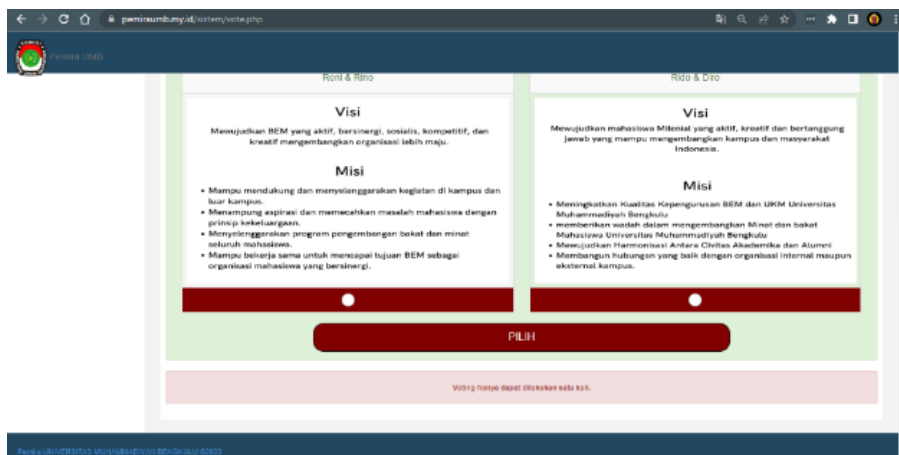 pemiraumb.my.id/sistem/vote.php
Pemira UMB
Roni & Rino
Visi
Mewujudkan BEM yang aktif, bersinergi, sosialis, kompetitif, dan
kreatif mengembangkan organisasi lebih maju.
Misi
• Mampu mendukung dan menyelenggarakan kegiatan di kampus dan
luar kampus.
• Menampung aspirasi dan memecahkan masalah mahasiswa dengan
prinsip kekeluargaan.
• Menyelenggarakan program pengembangan bakat dan minat
seluruh mahasiswa.
• Mampu bekerja sama untuk mencapai tujuan BEM sebagai
organisasi mahasiswa yang bersinergi.
Rido & Diro
Visi
Mewujudkan mahasiswa Milenial yang aktif, kreatif dan bertanggung
jawab yang mampu mengembangkan kampus dan masyarakat
Indonesia.
Misi
• Meningkatkan Kualitas Kepengurusan BEM dan UKM Universitas
Muhammadiyah Bengkulu
• memberikan wadah dalam mengembangkan Minat dan bakat
Mahasiswa Universitas Muhammadiyah Bengkulu
• Mewujudkan Harmonisasi Antara Civitas Akademika dan Alumni
• Membangun hubungan yang baik dengan organisasi internal maupun
eksternal kampus.
PILIH
Voting hanya dapat dilakukan satu kali.
Pemira UNIVERSITAS MUHAMMADIYAH BENGKULU ©2022